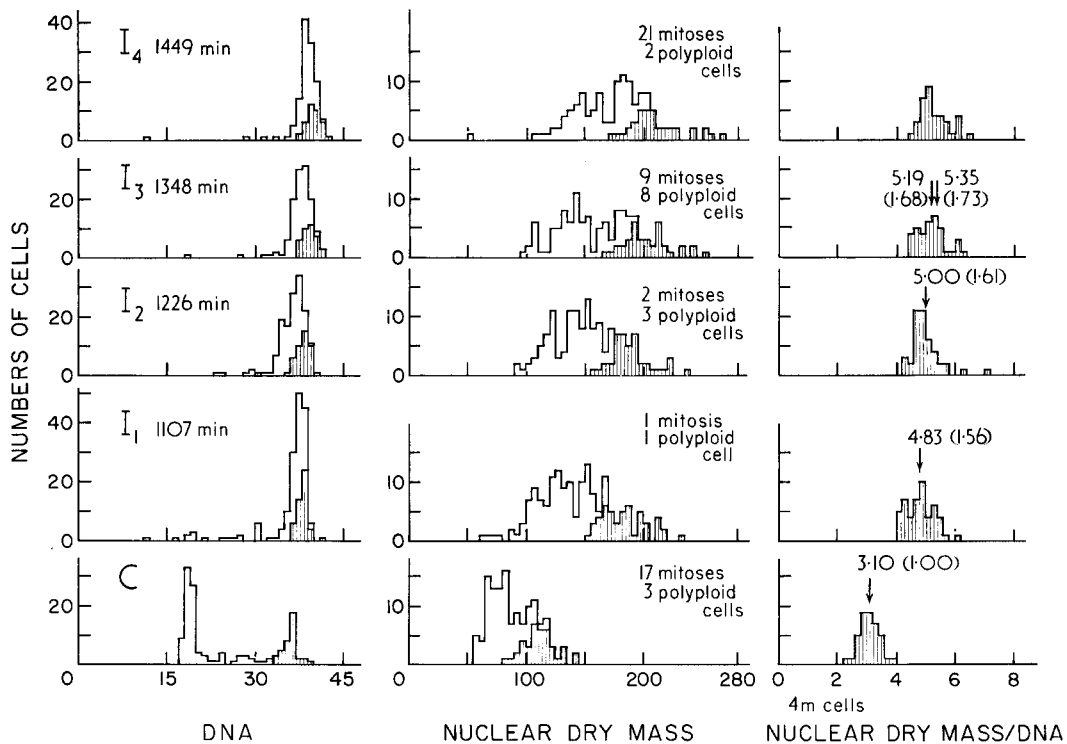 NUMBERS OF CELLS
40
20
0
I4 1449 min
10
0
21 mitoses
2 polyploid
cells
20
0
I3 1348 min
10
0
9 mitoses
8 polyploid
cells
5·19
(1·68)
5·35
(1·73)
20
0
I2 1226 min
10
0
2 mitoses
3 polyploid
cells
5·00 (1·61)
40
20
0
I1 1107 min
10
0
1 mitosis
1 polyploid
cell
4·83 (1·56)
20
0
C
10
17 mitoses
3 polyploid
cells
3·10 (1·00)
0 15 30 45
0 100 200 280
0 2 4 6 8
4m cells
DNA
NUCLEAR DRY MASS
NUCLEAR DRY MASS/DNA